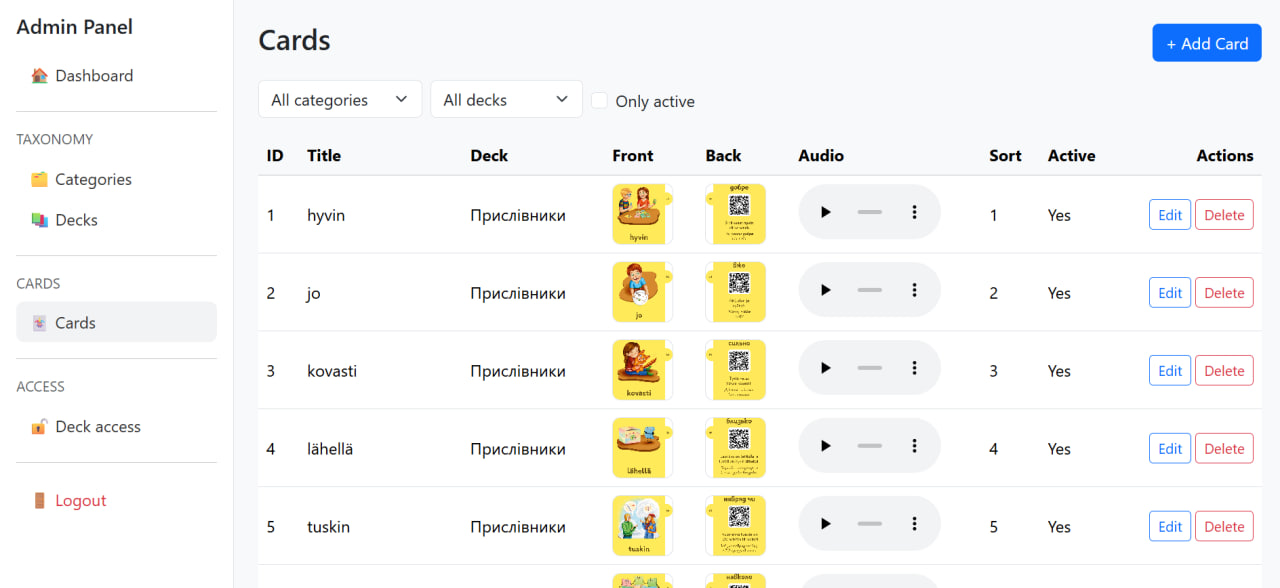 Admin Panel
Dashboard
TAXONOMY
Categories
Decks
CARDS
Cards
ACCESS
Deck access
Logout
Cards
+ Add Card
All categories
All decks
Only active
ID Title Deck Front Back Audio Sort Active Actions
1 hyvin Прислівники hyvin добре 1 Yes Edit Delete
2 jo Прислівники jo вже 2 Yes Edit Delete
3 kovasti Прислівники kovasti сильно 3 Yes Edit Delete
4 lähellä Прислівники lähellä близько 4 Yes Edit Delete
5 tuskin Прислівники tuskin навряд чи 5 Yes Edit Delete
навколо